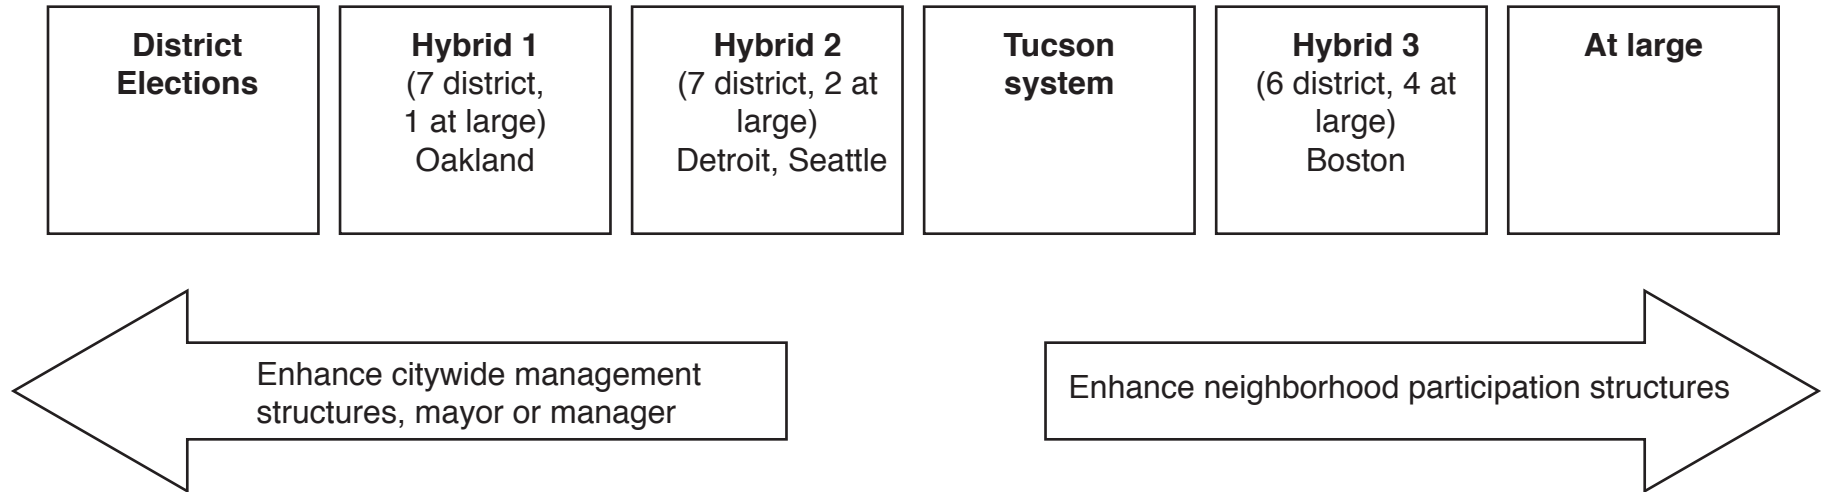 District
Elections
Hybrid 1
(7 district,
1 at large)
Oakland
Hybrid 2
(7 district, 2 at
large)
Detroit, Seattle
Tucson
system
Hybrid 3
(6 district, 4 at
large)
Boston
At large
Enhance citywide management
structures, mayor or manager
Enhance neighborhood participation structures